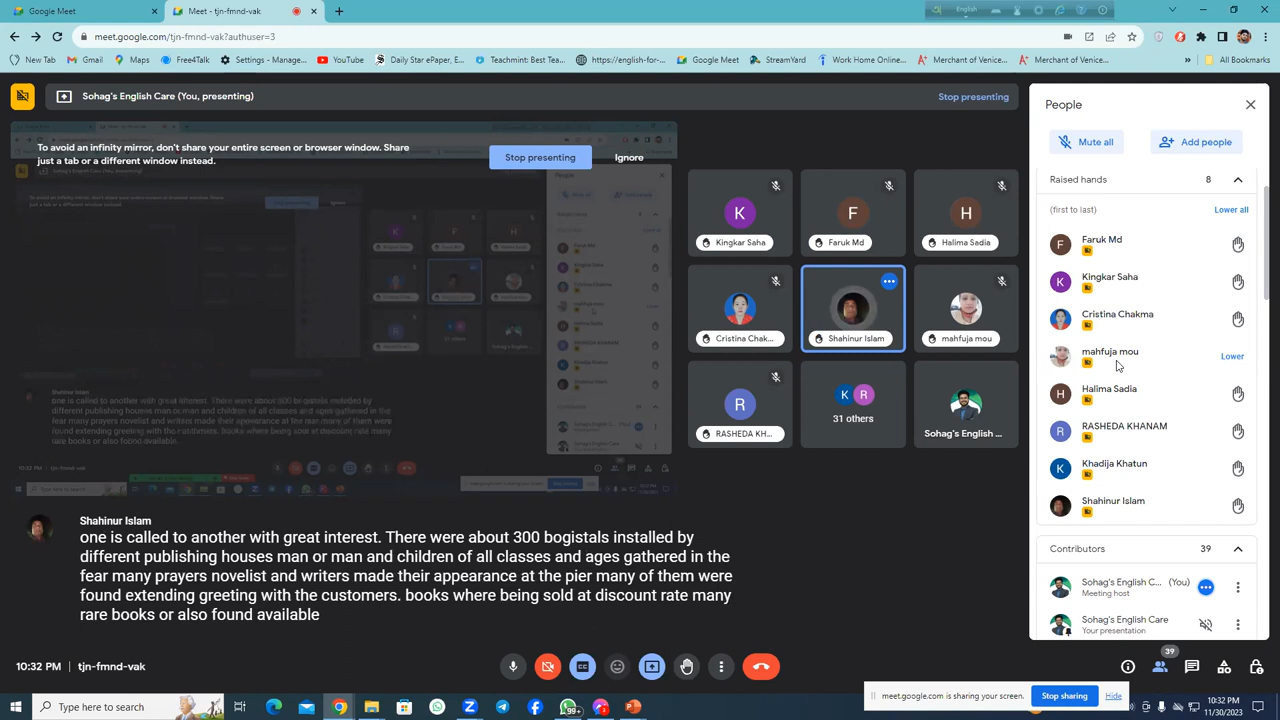 Google Meet
Meet - tjn-fmnd-vak
English
meet.google.com/tjn-fmnd-vak?authuser=3
New Tab
Gmail
Maps
Free4Talk
Settings - Manage...
YouTube
Daily Star ePaper, E...
Teachmint: Best Tea...
https://english-for-...
Google Meet
StreamYard
Work Home Online...
Merchant of Venice...
Merchant of Venice...
»
All Bookmarks
Sohag's English Care (You, presenting)
Stop presenting
To avoid an infinity mirror, don't share your entire screen or browser window. Share
just a tab or a different window instead.
Stop presenting
Ignore
K
Kingkar Saha
F
Faruk Md
H
Halima Sadia
Cristina Chak...
Shahinur Islam
mahfuja mou
R
RASHEDA KH...
K R
31 others
Sohag's English ...
People
Mute all
Add people
Raised hands 8
(first to last)
Lower all
F
Faruk Md
K
Kingkar Saha
Cristina Chakma
mahfuja mou
Lower
H
Halima Sadia
R
RASHEDA KHANAM
K
Khadija Khatun
Shahinur Islam
Contributors 39
Sohag's English C... (You)
Meeting host
Sohag's English Care
Your presentation
Shahinur Islam
one is called to another with great interest. There were about 300 bogistals installed by
different publishing houses man or man and children of all classes and ages gathered in the
fear many prayers novelist and writers made their appearance at the pier many of them were
found extending greeting with the customers. Books where being sold at discount rate many
rare books or also found available
10:32 PM | tjn-fmnd-vak
CC
39
meet.google.com is sharing your screen.
Stop sharing
Hide
Type here to search
99+
10:32 PM
11/30/2023